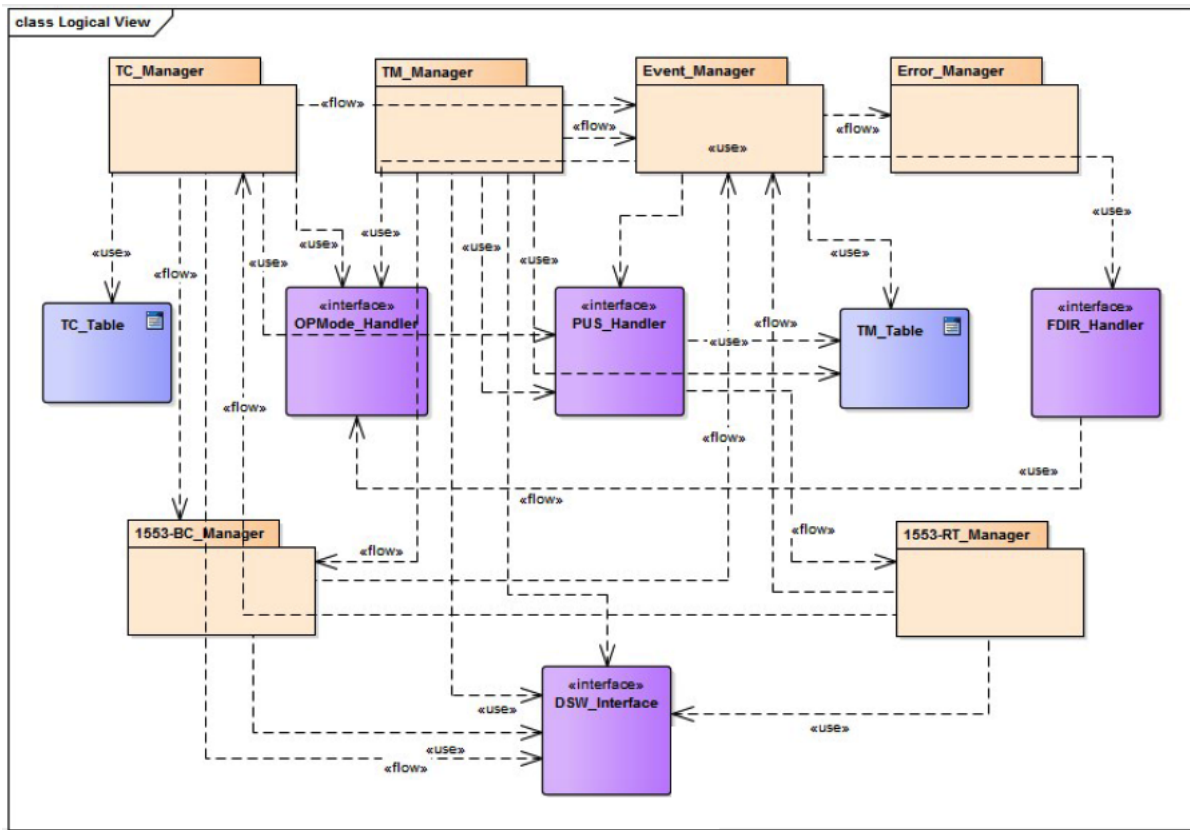 class Logical View
TC_Manager
TM_Manager
Event_Manager
Error_Manager
«flow»
«flow»
«flow»
«use»
«use»
«use»
«use»
«use»
«use»
«use»
«use»
«use»
«flow»
TC_Table
«interface»
OPMode_Handler
«interface»
PUS_Handler
«flow»
«use»
TM_Table
«interface»
FDIR_Handler
«flow»
«flow»
«use»
«flow»
1553-BC_Manager
«flow»
«flow»
1553-RT_Manager
«interface»
DSW_Interface
«use»
«use»
«use»
«flow»